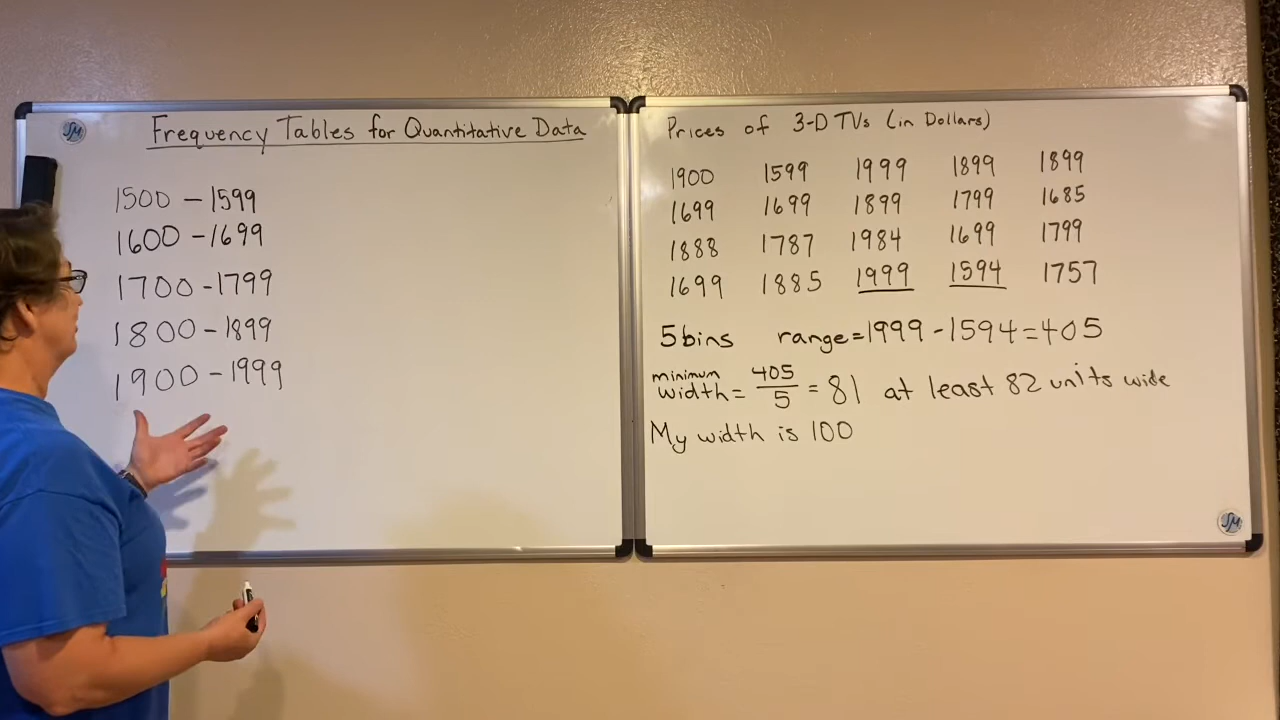 Frequency Tables for Quantitative Data
1500 - 1599
1600 - 1699
1700 - 1799
1800 - 1899
1900 - 1999
Prices of 3-D TVs (in Dollars)
1900 1599 1999 1899 1899
1699 1699 1899 1799 1685
1888 1787 1984 1699 1799
1699 1885 1999 1594 1757
5 bins range = 1999 - 1594 = 405
minimum width = 405/5 = 81 at least 82 units wide
My width is 100
SM
SM